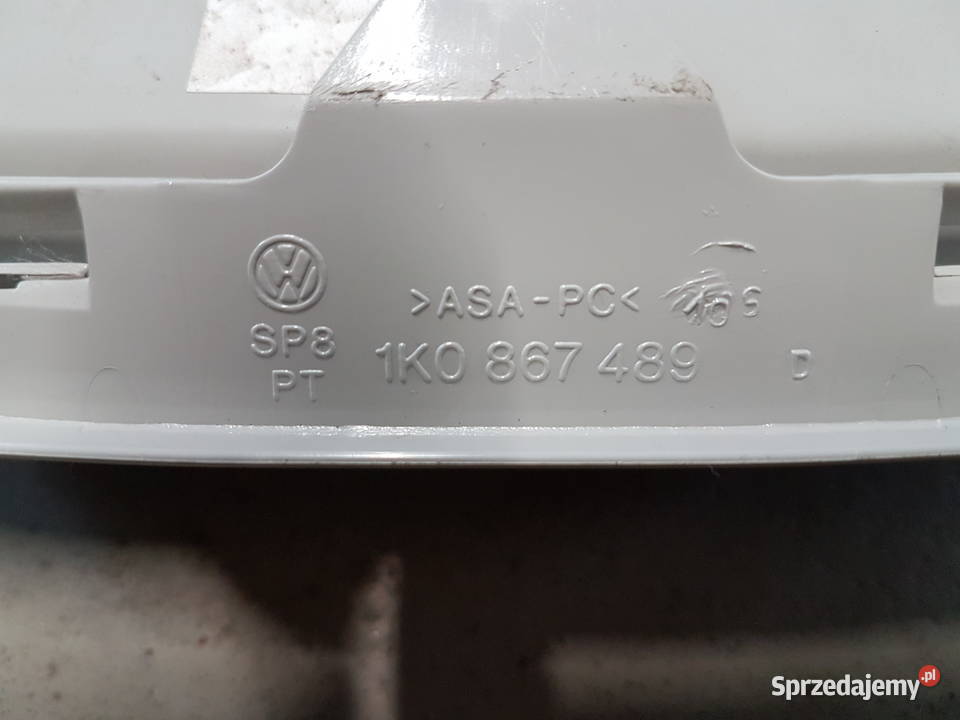 >ASA-PC<
SP8
PT
1K0 867 489
D
Sprzedajemy.pl